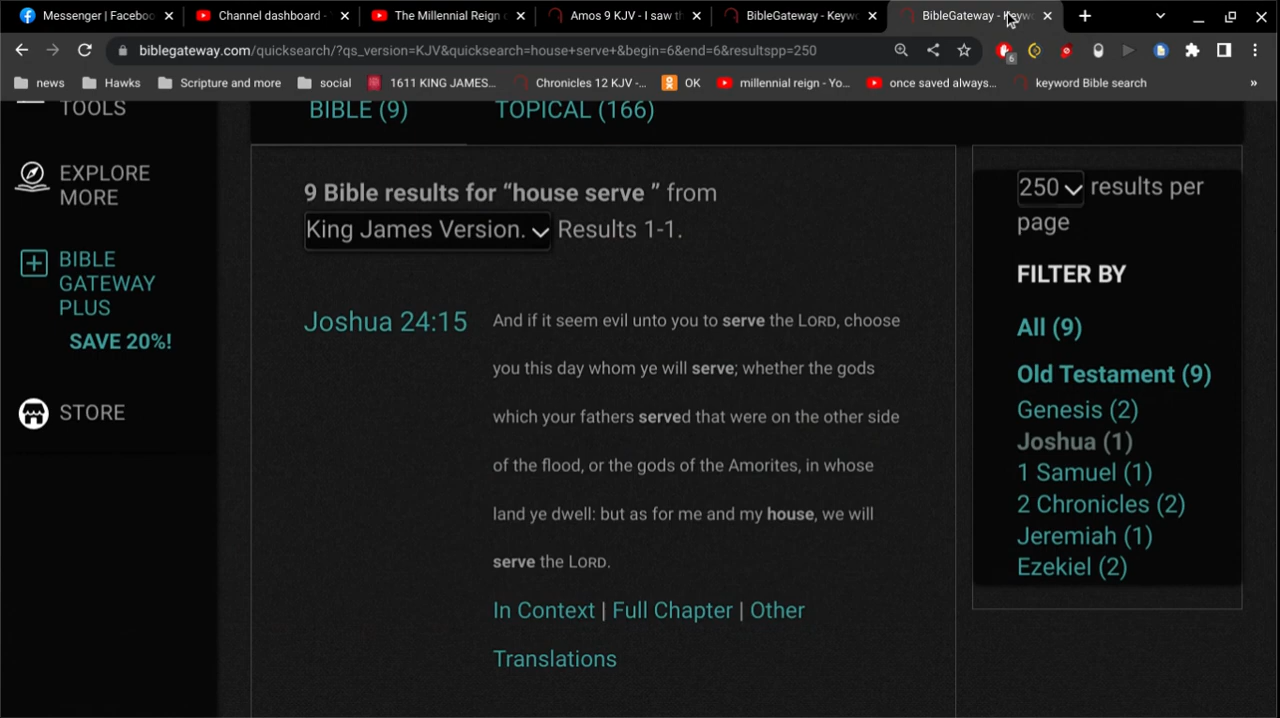 Messenger | Faceboo
Channel dashboard -
The Millennial Reign o
Amos 9 KJV - I saw th
BibleGateway - Keyw
BibleGateway - Keyw
biblegateway.com/quicksearch/?qs_version=KJV&quicksearch=house+serve+&begin=6&end=6&resultspp=250
6
news
Hawks
Scripture and more
social
1611 KING JAMES...
Chronicles 12 KJV -...
OK
millennial reign - Yo...
once saved always...
keyword Bible search
»
TOOLS
EXPLORE
MORE
BIBLE
GATEWAY
PLUS
SAVE 20%!
STORE
BIBLE (9)
TOPICAL (166)
9 Bible results for “house serve ” from
King James Version. Results 1-1.
Joshua 24:15
And if it seem evil unto you to serve the LORD, choose
you this day whom ye will serve; whether the gods
which your fathers served that were on the other side
of the flood, or the gods of the Amorites, in whose
land ye dwell: but as for me and my house, we will
serve the LORD.
In Context | Full Chapter | Other
Translations
250 results per
page
FILTER BY
All (9)
Old Testament (9)
Genesis (2)
Joshua (1)
1 Samuel (1)
2 Chronicles (2)
Jeremiah (1)
Ezekiel (2)